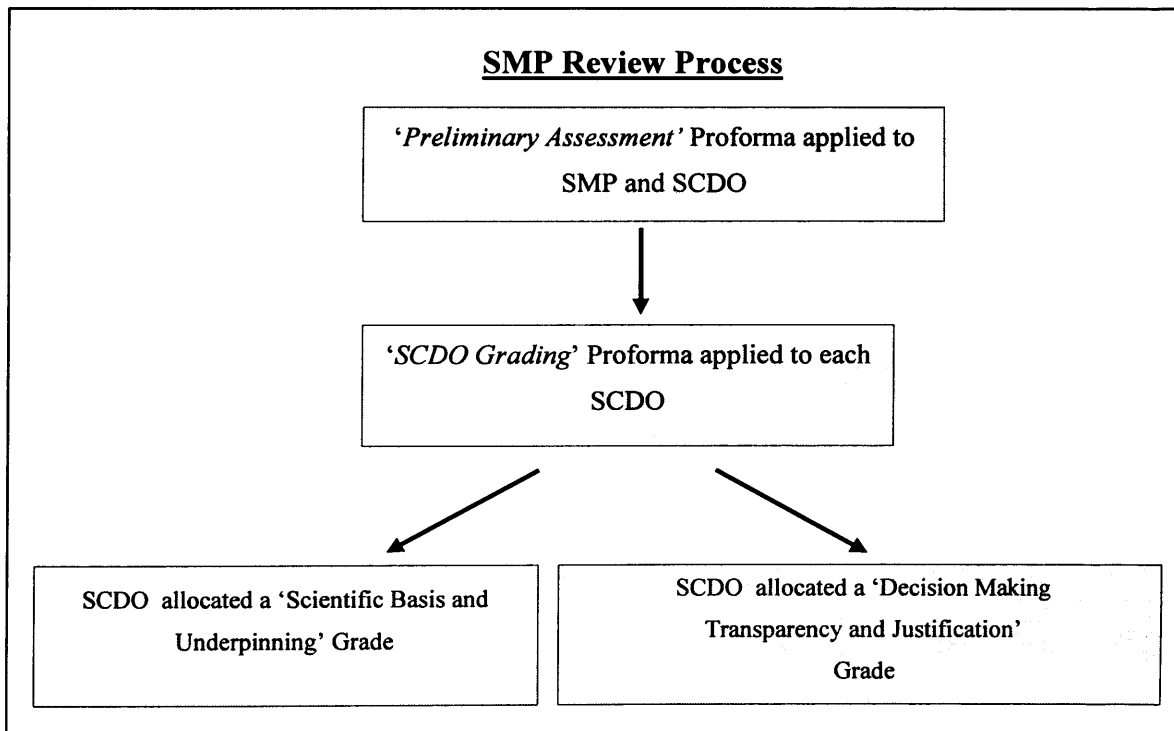 SMP Review Process
‘Preliminary Assessment’ Proforma applied to
SMP and SCDO
‘SCDO Grading’ Proforma applied to each
SCDO
SCDO allocated a ‘Scientific Basis and
Underpinning’ Grade
SCDO allocated a ‘Decision Making
Transparency and Justification’
Grade